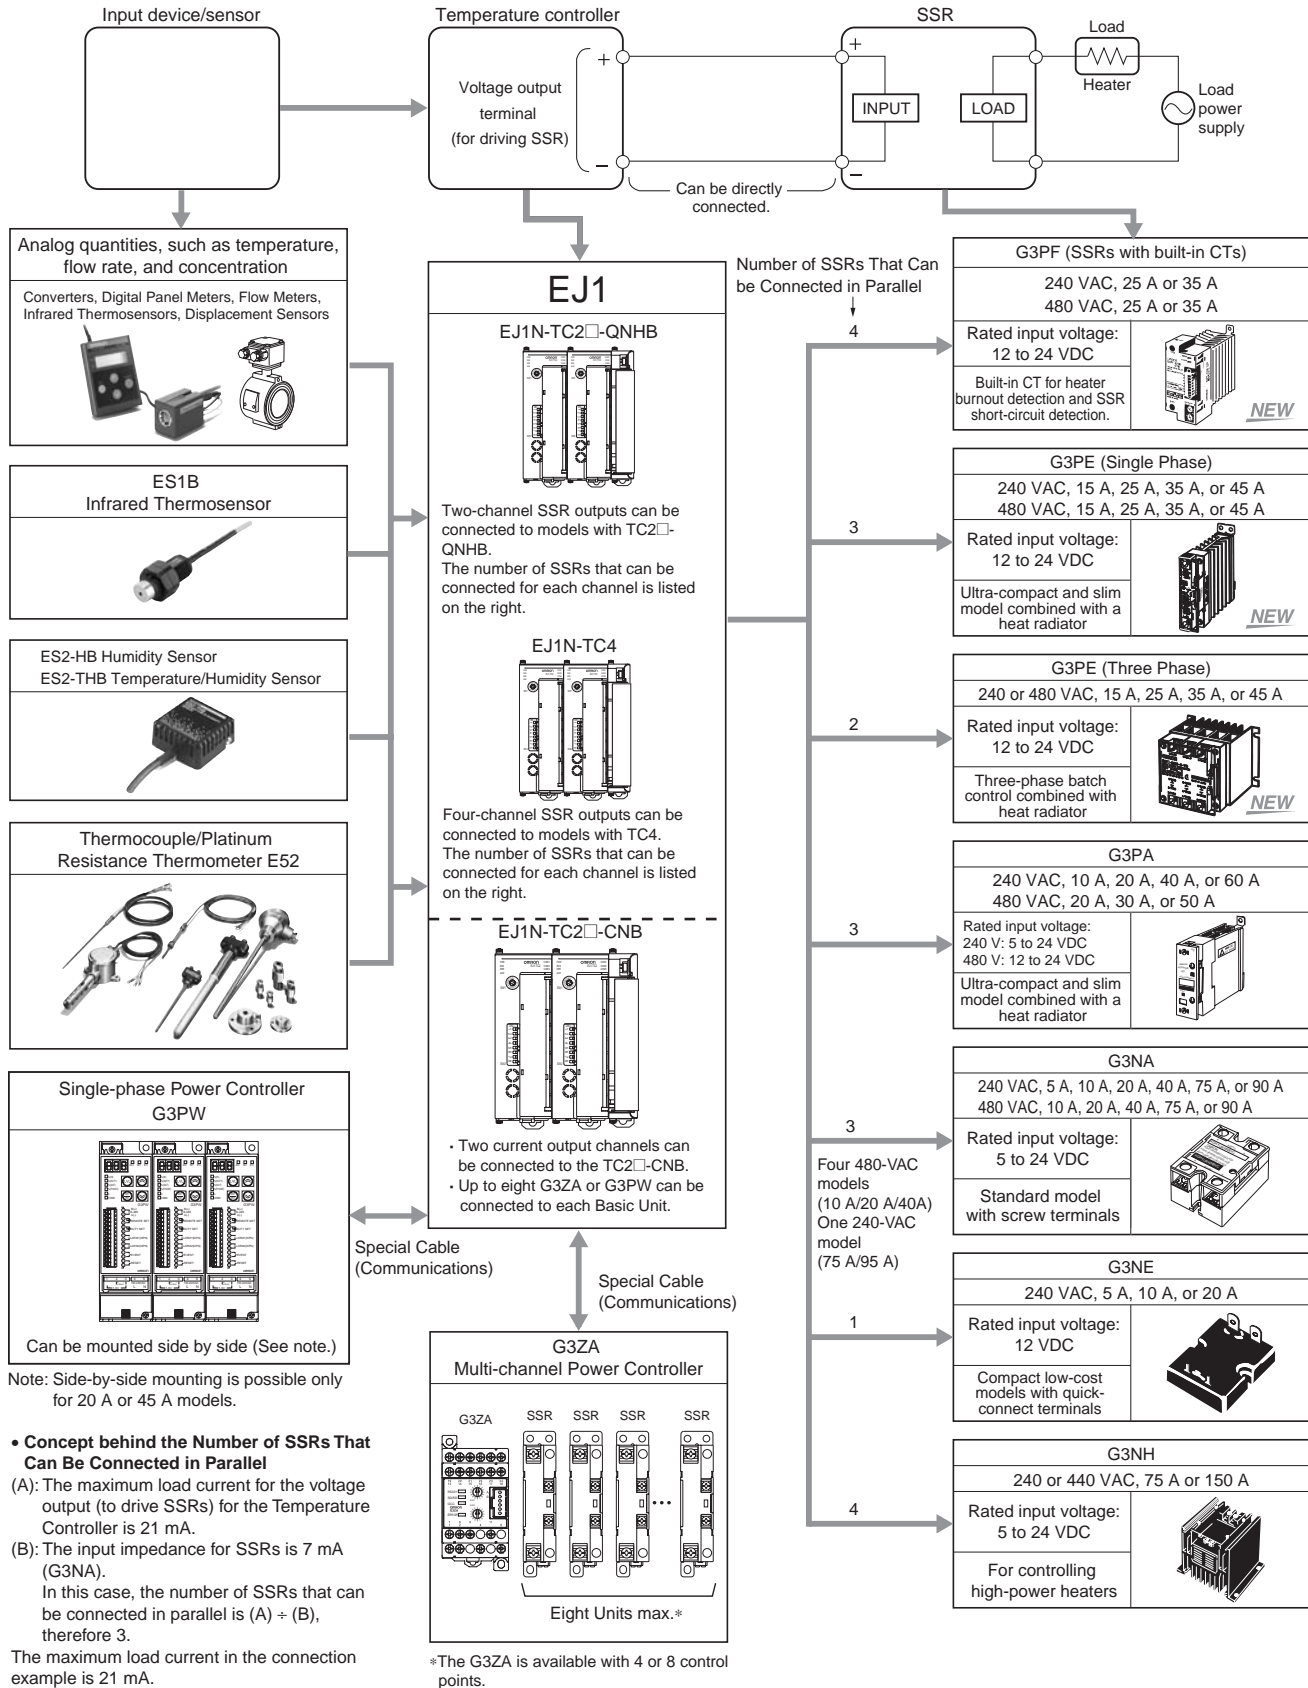 Input device/sensor
Temperature controller
SSR
Voltage output
terminal
(for driving SSR)
+
−
Can be directly
connected.
+
−
INPUT
LOAD
Load
Heater
Load
power
supply
Analog quantities, such as temperature,
flow rate, and concentration
Converters, Digital Panel Meters, Flow Meters,
Infrared Thermosensors, Displacement Sensors
ES1B
Infrared Thermosensor
ES2-HB Humidity Sensor
ES2-THB Temperature/Humidity Sensor
Thermocouple/Platinum
Resistance Thermometer E52
Single-phase Power Controller
G3PW
Can be mounted side by side (See note.)
Note: Side-by-side mounting is possible only
for 20 A or 45 A models.
• Concept behind the Number of SSRs That
Can Be Connected in Parallel
(A): The maximum load current for the voltage
output (to drive SSRs) for the Temperature
Controller is 21 mA.
(B): The input impedance for SSRs is 7 mA
(G3NA).
In this case, the number of SSRs that can
be connected in parallel is (A) ÷ (B),
therefore 3.
The maximum load current in the connection
example is 21 mA.
EJ1
EJ1N-TC2□-QNHB
Two-channel SSR outputs can be
connected to models with TC2□-
QNHB.
The number of SSRs that can be
connected for each channel is listed
on the right.
EJ1N-TC4
Four-channel SSR outputs can be
connected to models with TC4.
The number of SSRs that can be
connected for each channel is listed
on the right.
EJ1N-TC2□-CNB
· Two current output channels can
be connected to the TC2□-CNB.
· Up to eight G3ZA or G3PW can be
connected to each Basic Unit.
Special Cable
(Communications)
Special Cable
(Communications)
G3ZA
Multi-channel Power Controller
G3ZA
SSR SSR SSR SSR
•••
Eight Units max.*
*The G3ZA is available with 4 or 8 control
points.
Number of SSRs That Can
be Connected in Parallel
4
G3PF (SSRs with built-in CTs)
240 VAC, 25 A or 35 A
480 VAC, 25 A or 35 A
Rated input voltage:
12 to 24 VDC
Built-in CT for heater
burnout detection and SSR
short-circuit detection.
NEW
3
G3PE (Single Phase)
240 VAC, 15 A, 25 A, 35 A, or 45 A
480 VAC, 15 A, 25 A, 35 A, or 45 A
Rated input voltage:
12 to 24 VDC
Ultra-compact and slim
model combined with a
heat radiator
NEW
2
G3PE (Three Phase)
240 or 480 VAC, 15 A, 25 A, 35 A, or 45 A
Rated input voltage:
12 to 24 VDC
Three-phase batch
control combined with
heat radiator
NEW
3
G3PA
240 VAC, 10 A, 20 A, 40 A, or 60 A
480 VAC, 20 A, 30 A, or 50 A
Rated input voltage:
240 V: 5 to 24 VDC
480 V: 12 to 24 VDC
Ultra-compact and slim
model combined with a
heat radiator
3
Four 480-VAC
models
(10 A/20 A/40A)
One 240-VAC
model
(75 A/95 A)
G3NA
240 VAC, 5 A, 10 A, 20 A, 40 A, 75 A, or 90 A
480 VAC, 10 A, 20 A, 40 A, 75 A, or 90 A
Rated input voltage:
5 to 24 VDC
Standard model
with screw terminals
1
G3NE
240 VAC, 5 A, 10 A, or 20 A
Rated input voltage:
12 VDC
Compact low-cost
models with quick-
connect terminals
4
G3NH
240 or 440 VAC, 75 A or 150 A
Rated input voltage:
5 to 24 VDC
For controlling
high-power heaters